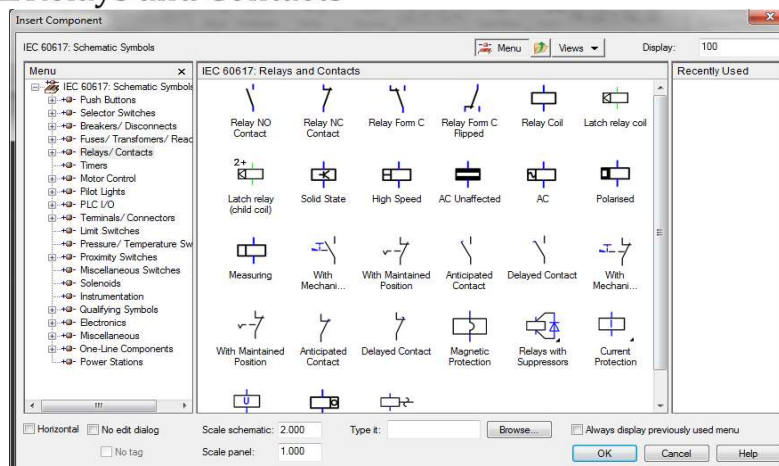 Relays and Contacts
Insert Component
IEC 60617: Schematic Symbols
Menu
Views
Display:
100
Menu
IEC 60617: Relays and Contacts
Recently Used
IEC 60617: Schematic Symbols
Push Buttons
Selector Switches
Breakers/ Disconnects
Fuses/ Transfomers/ Reac
Relays/ Contacts
Timers
Motor Control
Pilot Lights
PLC I/O
Terminals/ Connectors
Limit Switches
Pressure/ Temperature Sw
Proximity Switches
Miscellaneous Switches
Solenoids
Instrumentation
Qualifying Symbols
Electronics
Miscellaneous
One-Line Components
Power Stations
Relay NO
Contact
Relay NC
Contact
Relay Form C
Relay Form C
Flipped
Relay Coil
Latch relay coil
2+
Latch relay
(child coil)
Solid State
High Speed
AC Unaffected
AC
Polarised
Measuring
With
Mechani...
With Maintained
Position
Anticipated
Contact
Delayed Contact
With
Mechani...
With Maintained
Position
Anticipated
Contact
Delayed Contact
Magnetic
Protection
Relays with
Suppressors
Current
Protection
U
Horizontal
No edit dialog
Scale schematic:
2.000
Type it:
Browse...
Always display previously used menu
No tag
Scale panel:
1.000
OK
Cancel
Help